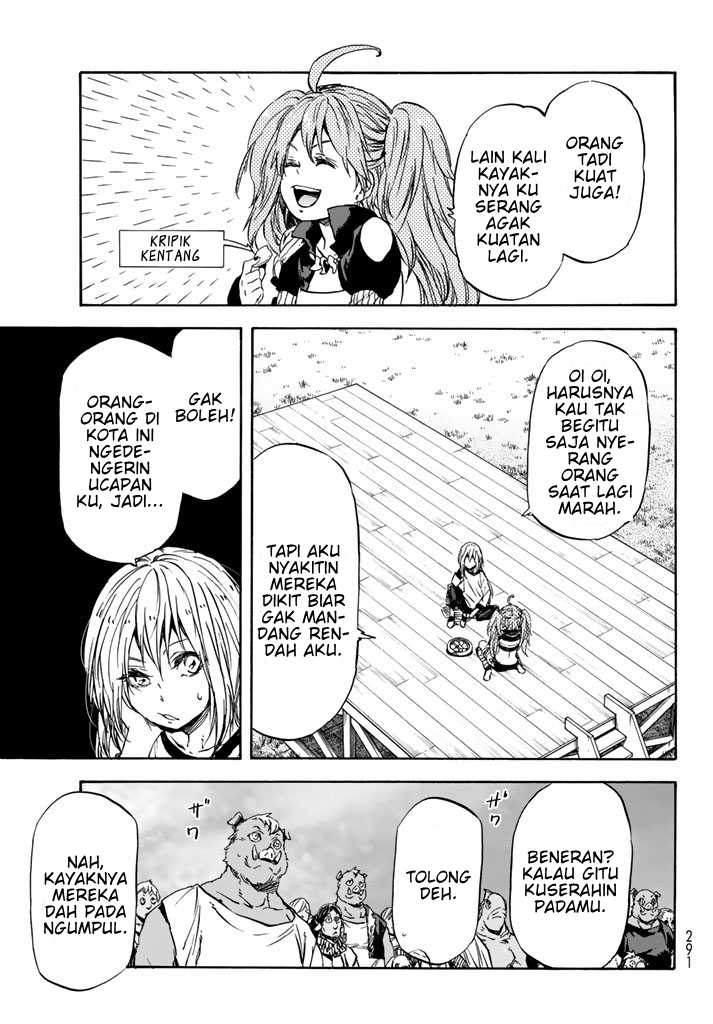 ORANG
TADI
KUAT
JUGA!
LAIN KALI
KAYAK-
NYA KU
SERANG
AGAK
KUATAN
LAGI.
KRIPIK
KENTANG
OI OI,
HARUSNYA
KAU TAK
BEGITU
SAJA NYE-
RANG
ORANG
SAAT LAGI
MARAH.
TAPI AKU
NYAKITIN
MEREKA
DIKIT BIAR
GAK MAN-
DANG REN-
DAH AKU.
GAK
BOLEH!
ORANG-
ORANG DI
KOTA INI
NGEDE-
NGERIN
UCAPAN
KU, JADI...
BENERAN?
KALAU GITU
KUSERAHIN
PADAMU.
ザワ
TOLONG
DEH.
ザワ
NAH,
KAYAKNYA
MEREKA
DAH PADA
NGUMPUL.
291